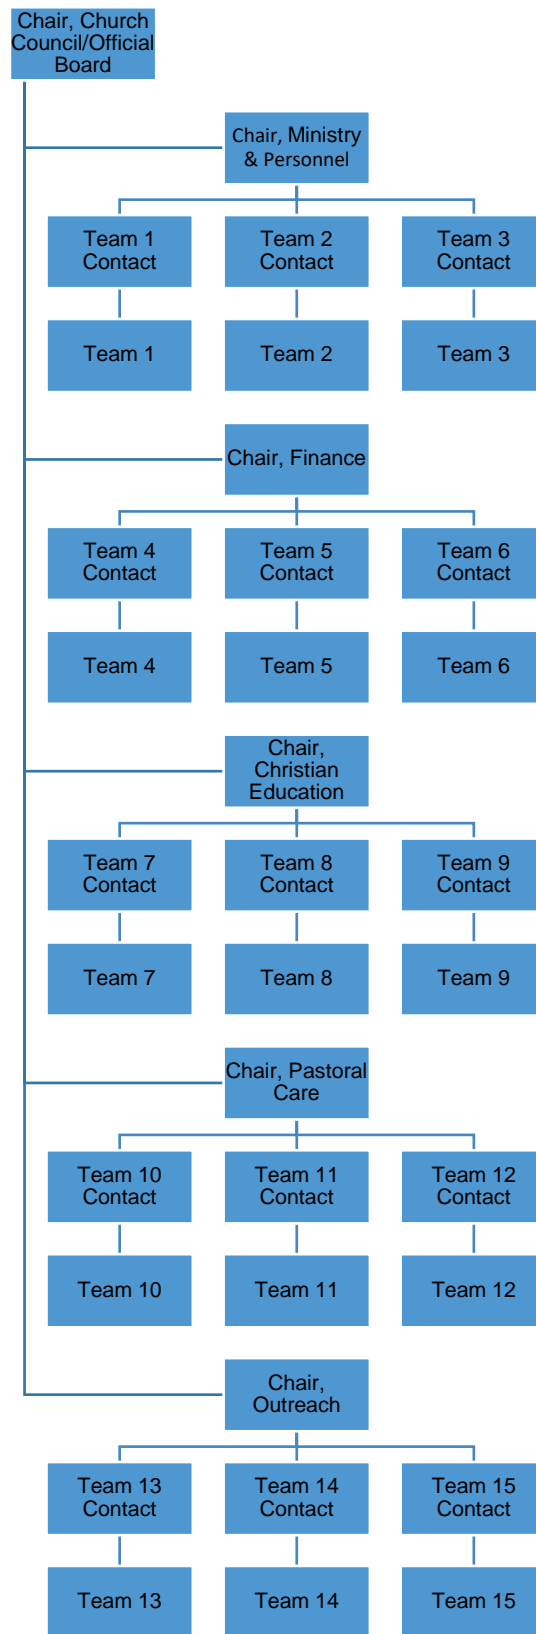 Chair, Church
Council/Official
Board
Chair, Ministry
& Personnel
Team 1
Contact
Team 2
Contact
Team 3
Contact
Team 1
Team 2
Team 3
Chair, Finance
Team 4
Contact
Team 5
Contact
Team 6
Contact
Team 4
Team 5
Team 6
Chair,
Christian
Education
Team 7
Contact
Team 8
Contact
Team 9
Contact
Team 7
Team 8
Team 9
Chair, Pastoral
Care
Team 10
Contact
Team 11
Contact
Team 12
Contact
Team 10
Team 11
Team 12
Chair,
Outreach
Team 13
Contact
Team 14
Contact
Team 15
Contact
Team 13
Team 14
Team 15